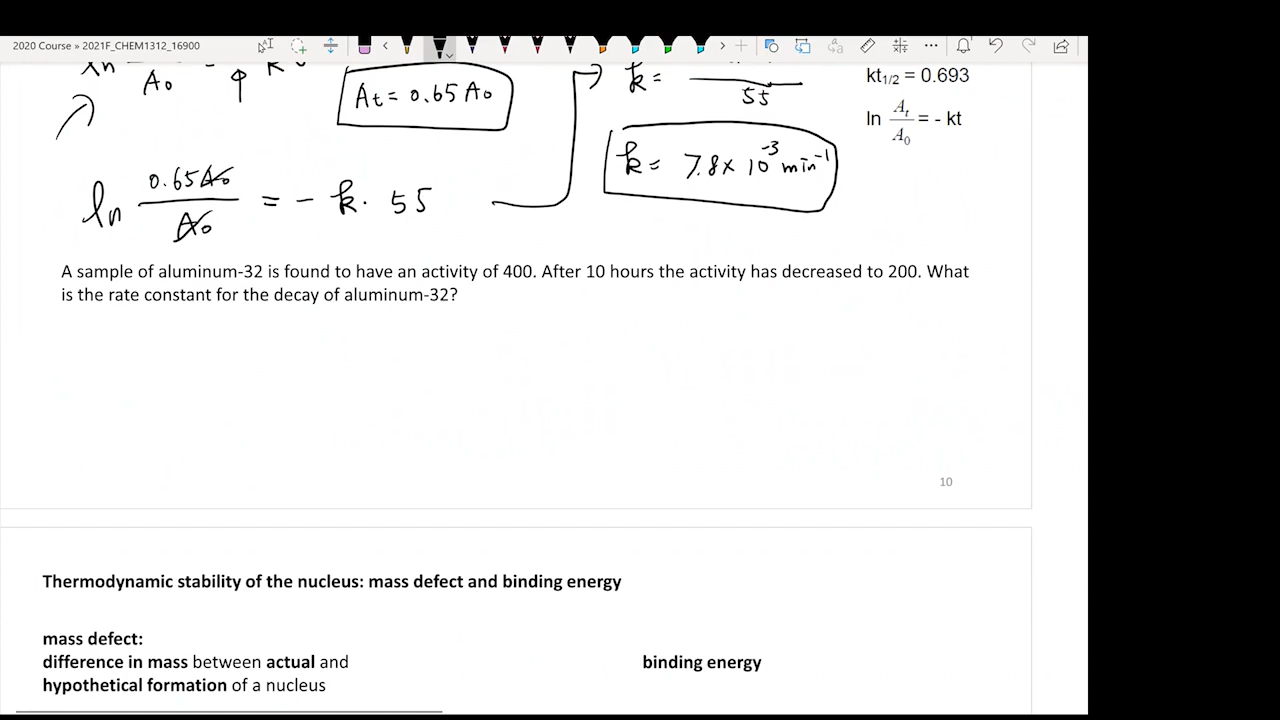 2020 Course » 2021F_CHEM1312_16900
ln
A₀
At = 0.65 A₀
k =
55
kt1/2 = 0.693
ln At/A0 = - kt
k = 7.8 x 10⁻³ min⁻¹
ln 0.65A₀/A₀ = - k. 55
A sample of aluminum-32 is found to have an activity of 400. After 10 hours the activity has decreased to 200. What
is the rate constant for the decay of aluminum-32?
10
Thermodynamic stability of the nucleus: mass defect and binding energy
mass defect:
difference in mass between actual and
hypothetical formation of a nucleus
binding energy